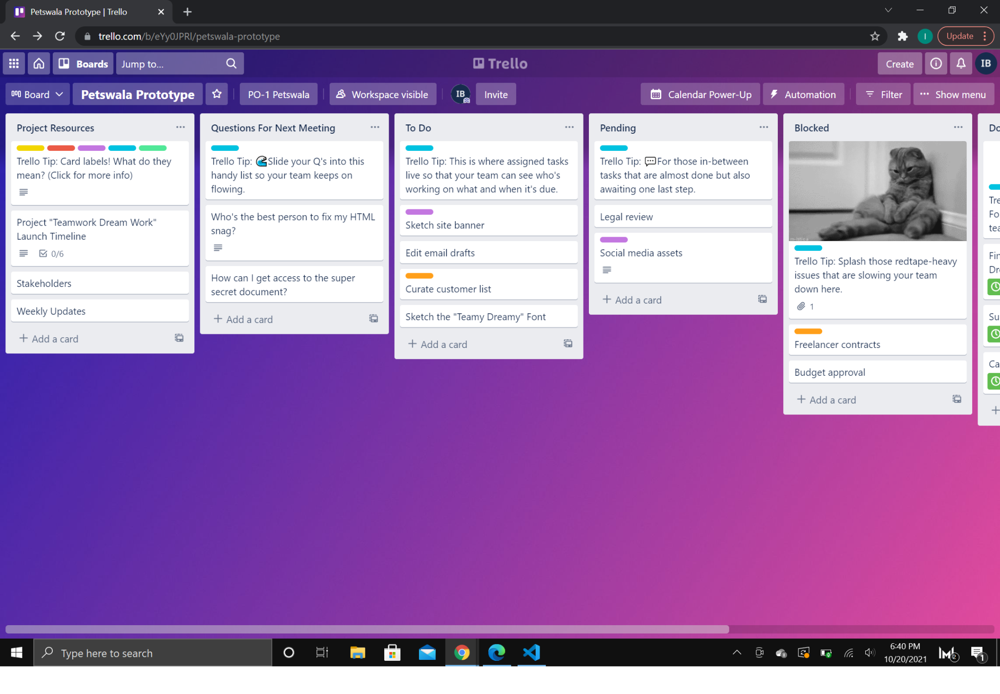 Petswala Prototype | Trello
trello.com/b/eYy0JPRl/petswala-prototype
I
Update
Boards
Jump to...
Trello
Create
IB
Board
Petswala Prototype
PO-1 Petswala
Workspace visible
IB
Invite
Calendar Power-Up
Automation
Filter
Show menu
Project Resources
Trello Tip: Card labels! What do they
mean? (Click for more info)
Project "Teamwork Dream Work"
Launch Timeline
0/6
Stakeholders
Weekly Updates
Add a card
Questions For Next Meeting
Trello Tip: 🌊Slide your Q's into this
handy list so your team keeps on
flowing.
Who's the best person to fix my HTML
snag?
How can I get access to the super
secret document?
Add a card
To Do
Trello Tip: This is where assigned tasks
live so that your team can see who's
working on what and when it's due.
Sketch site banner
Edit email drafts
Curate customer list
Sketch the "Teamy Dreamy" Font
Add a card
Pending
Trello Tip: 💬For those in-between
tasks that are almost done but also
awaiting one last step.
Legal review
Social media assets
Add a card
Blocked
Trello Tip: Splash those redtape-heavy
issues that are slowing your team
down here.
1
Freelancer contracts
Budget approval
Add a card
Do
Tre
Fo
tea
Fin
Dre
Su
Ca
Type here to search
6:40 PM
10/20/2021
2
1